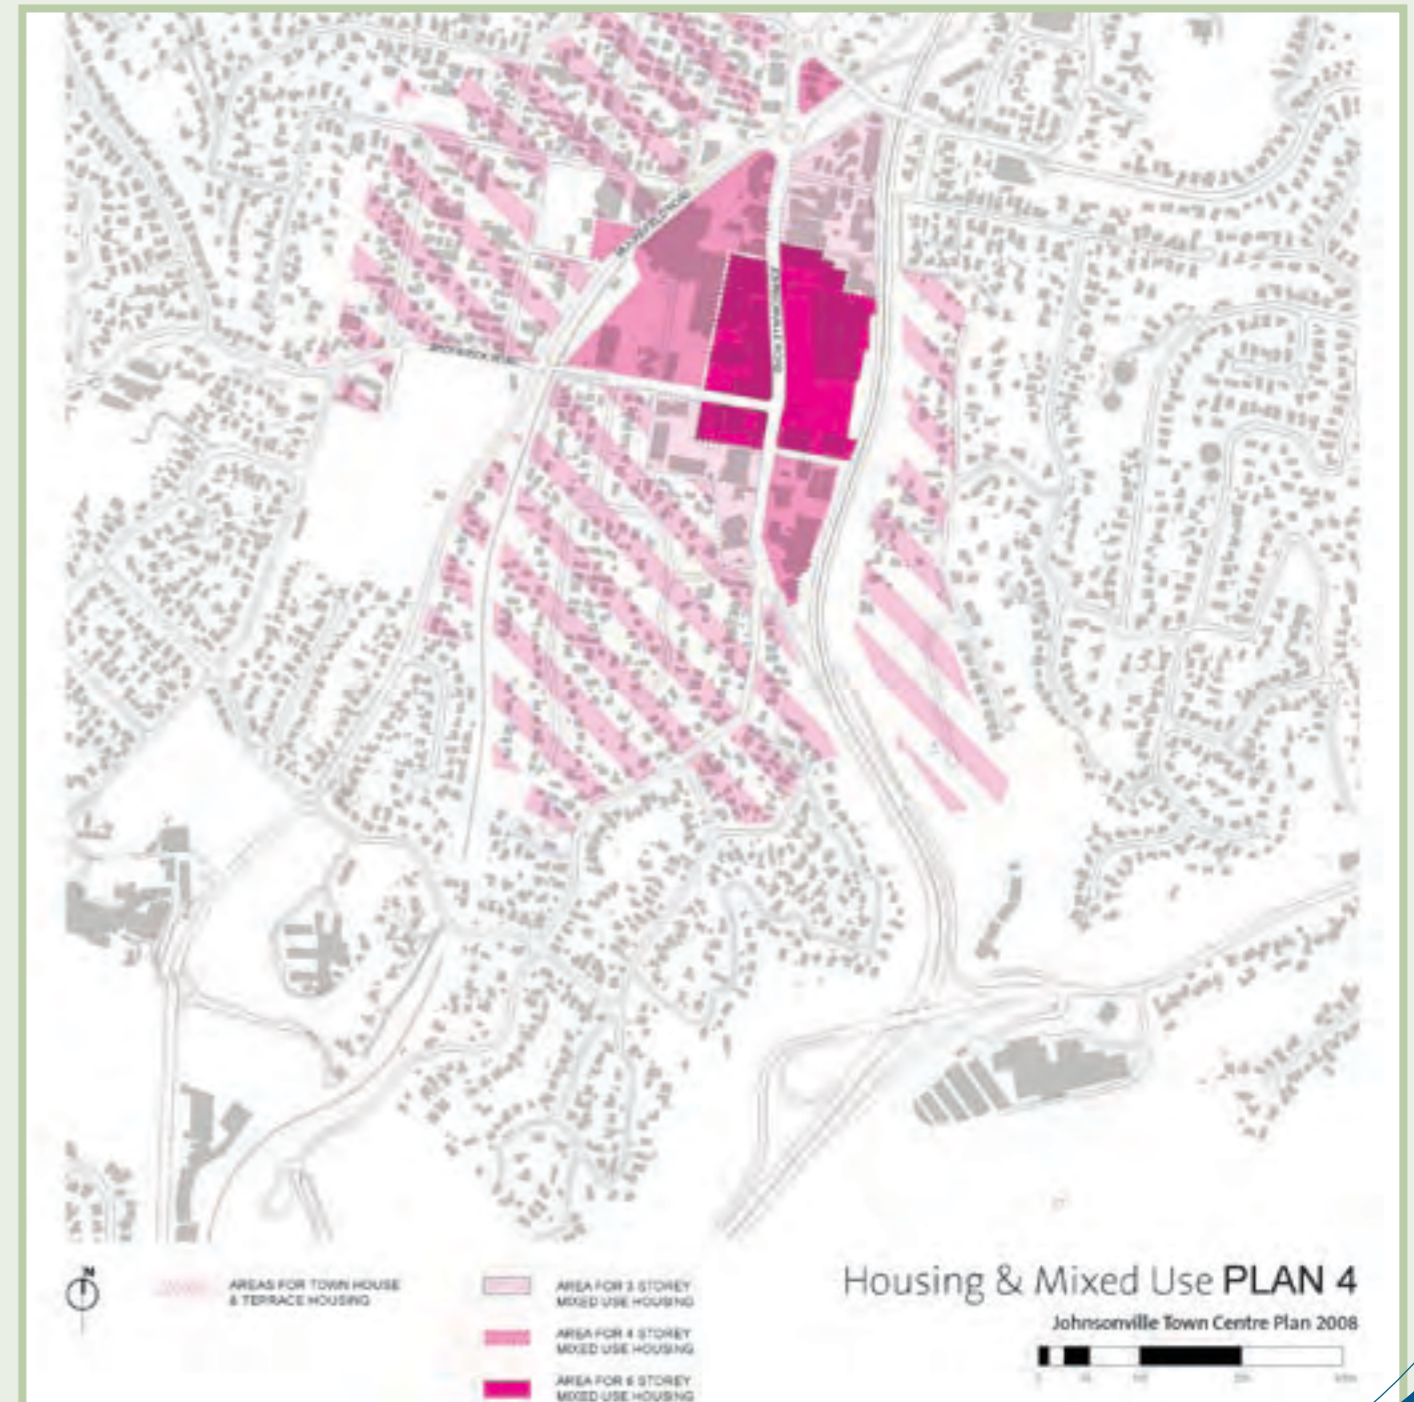 N
AREAS FOR TOWN HOUSE
& TERRACE HOUSING
AREA FOR 3 STOREY
MIXED USE HOUSING
AREA FOR 4 STOREY
MIXED USE HOUSING
AREA FOR 6 STOREY
MIXED USE HOUSING
Housing & Mixed Use PLAN 4
Johnsonville Town Centre Plan 2008